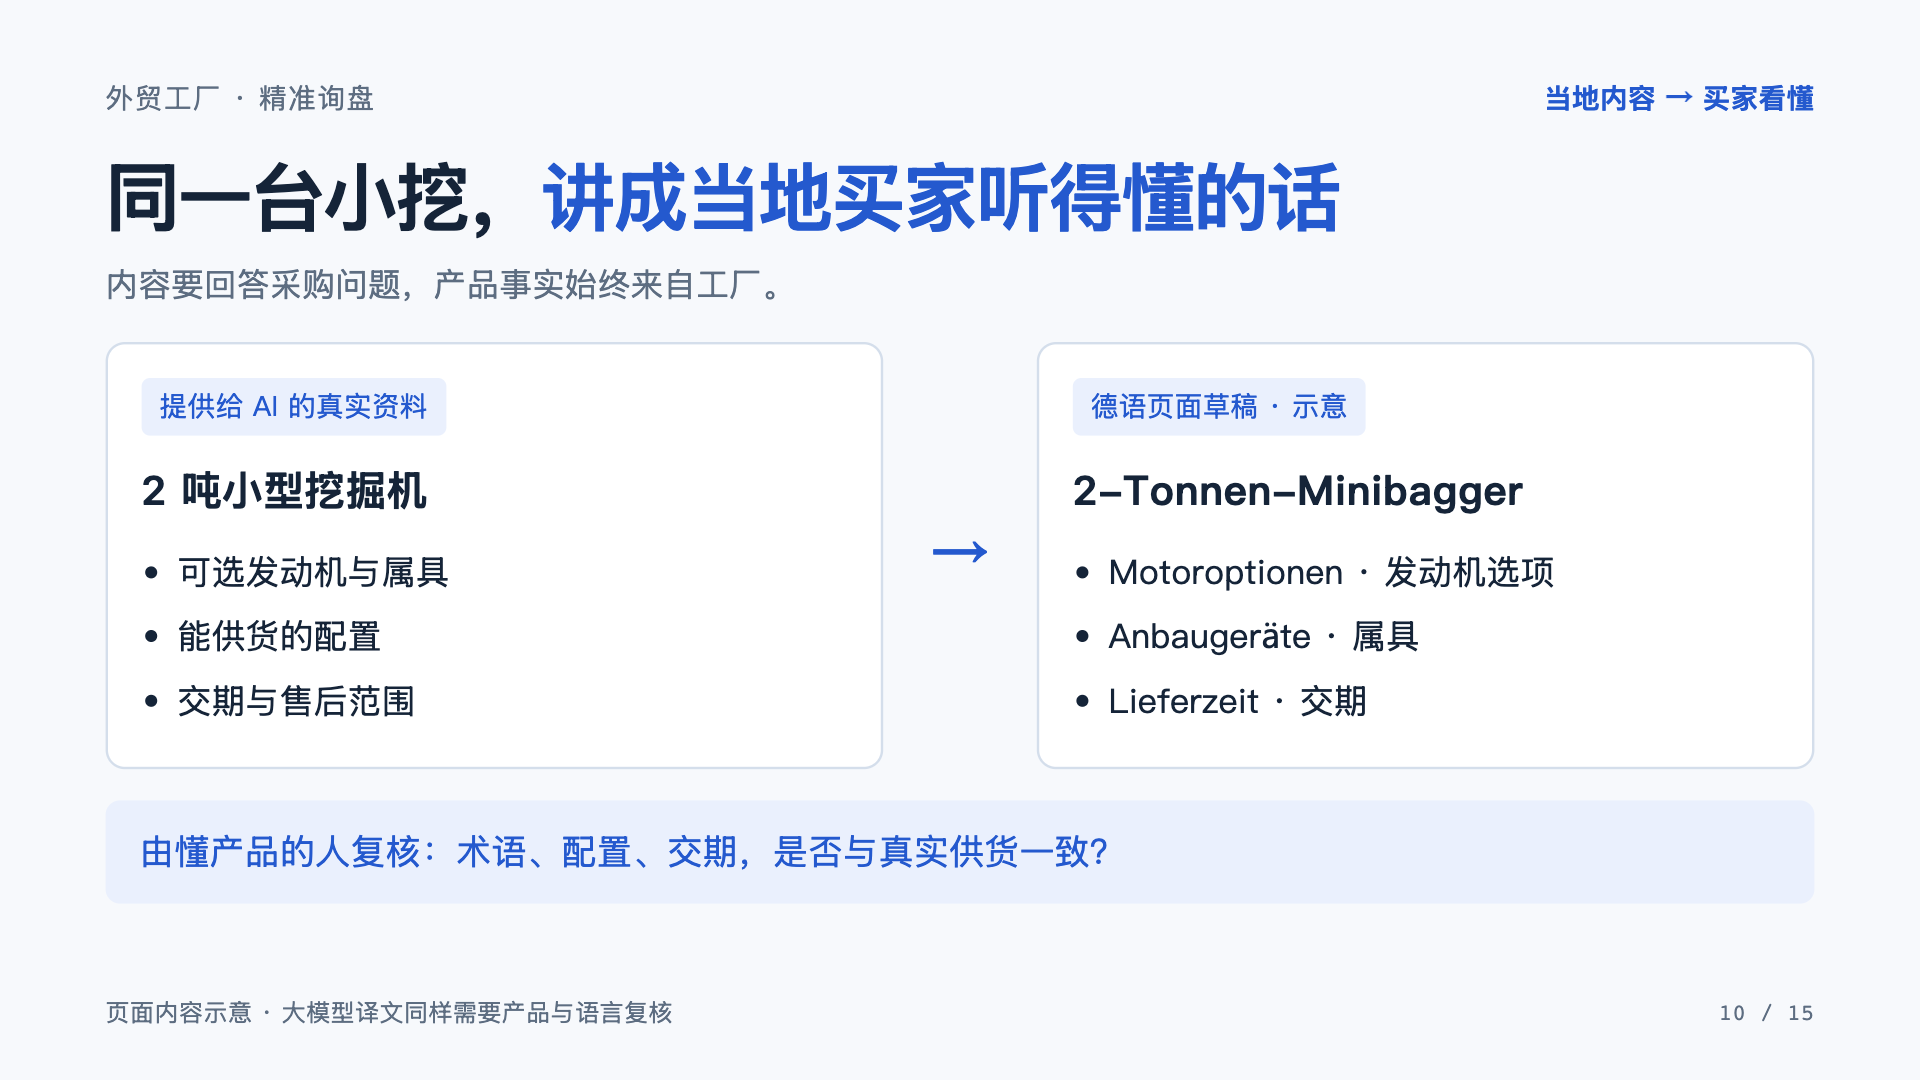 外贸工厂 · 精准询盘
当地内容 → 买家看懂
同一台小挖，讲成当地买家听得懂的话
内容要回答采购问题，产品事实始终来自工厂。
提供给 AI 的真实资料
2 吨小型挖掘机
• 可选发动机与属具
• 能供货的配置
• 交期与售后范围
→
德语页面草稿 · 示意
2-Tonnen-Minibagger
• Motoroptionen · 发动机选项
• Anbaugeräte · 属具
• Lieferzeit · 交期
由懂产品的人复核：术语、配置、交期，是否与真实供货一致？
页面内容示意 · 大模型译文同样需要产品与语言复核
10 / 15